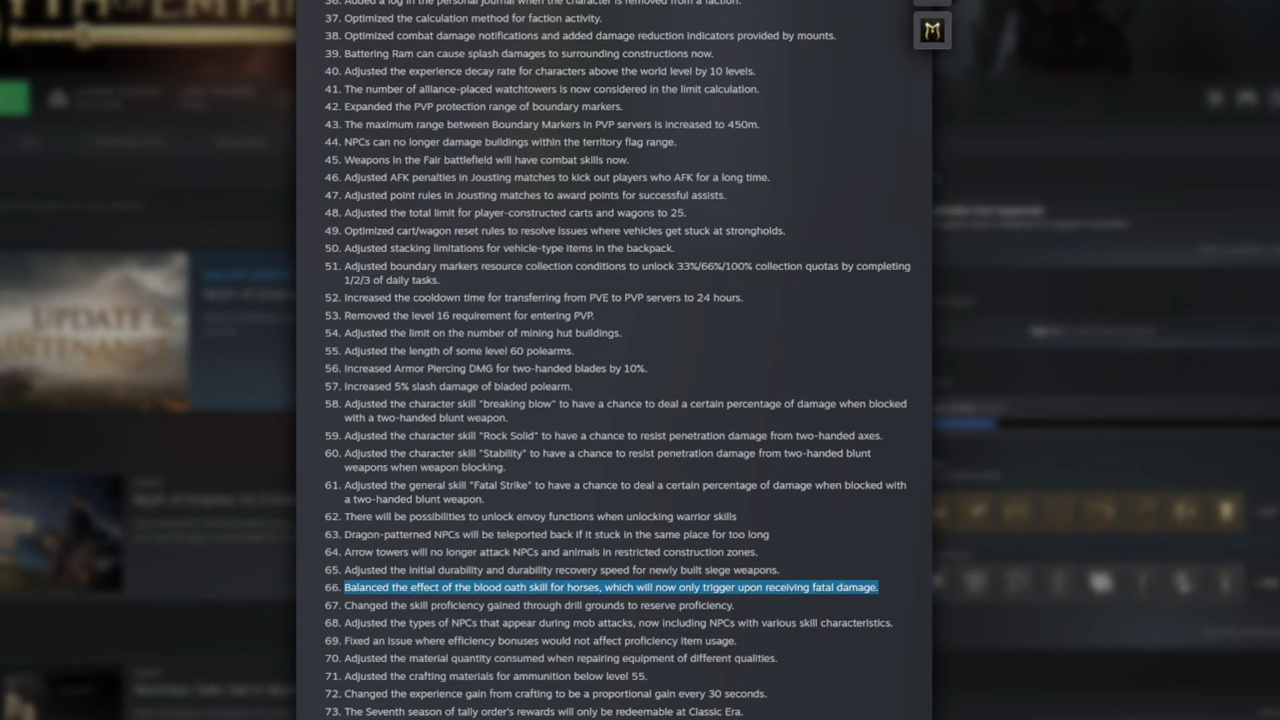 36. Added a log in the personal journal when the character is removed from a faction.
37. Optimized the calculation method for faction activity.
38. Optimized combat damage notifications and added damage reduction indicators provided by mounts.
39. Battering Ram can cause splash damages to surrounding constructions now.
40. Adjusted the experience decay rate for characters above the world level by 10 levels.
41. The number of alliance-placed watchtowers is now considered in the limit calculation.
42. Expanded the PVP protection range of boundary markers.
43. The maximum range between Boundary Markers in PVP servers is increased to 450m.
44. NPCs can no longer damage buildings within the territory flag range.
45. Weapons in the Fair battlefield will have combat skills now.
46. Adjusted AFK penalties in Jousting matches to kick out players who AFK for a long time.
47. Adjusted point rules in Jousting matches to award points for successful assists.
48. Adjusted the total limit for player-constructed carts and wagons to 25.
49. Optimized cart/wagon reset rules to resolve issues where vehicles get stuck at strongholds.
50. Adjusted stacking limitations for vehicle-type items in the backpack.
51. Adjusted boundary markers resource collection conditions to unlock 33%/66%/100% collection quotas by completing
1/2/3 of daily tasks.
52. Increased the cooldown time for transferring from PVE to PVP servers to 24 hours.
53. Removed the level 16 requirement for entering PVP.
54. Adjusted the limit on the number of mining hut buildings.
55. Adjusted the length of some level 60 polearms.
56. Increased Armor Piercing DMG for two-handed blades by 10%.
57. Increased 5% slash damage of bladed polearm.
58. Adjusted the character skill "breaking blow" to have a chance to deal a certain percentage of damage when blocked
with a two-handed blunt weapon.
59. Adjusted the character skill "Rock Solid" to have a chance to resist penetration damage from two-handed axes.
60. Adjusted the character skill "Stability" to have a chance to resist penetration damage from two-handed blunt
weapons when weapon blocking.
61. Adjusted the general skill "Fatal Strike" to have a chance to deal a certain percentage of damage when blocked with
a two-handed blunt weapon.
62. There will be possibilities to unlock envoy functions when unlocking warrior skills
63. Dragon-patterned NPCs will be teleported back if it stuck in the same place for too long
64. Arrow towers will no longer attack NPCs and animals in restricted construction zones.
65. Adjusted the initial durability and durability recovery speed for newly built siege weapons.
66. Balanced the effect of the blood oath skill for horses, which will now only trigger upon receiving fatal damage.
67. Changed the skill proficiency gained through drill grounds to reserve proficiency.
68. Adjusted the types of NPCs that appear during mob attacks, now including NPCs with various skill characteristics.
69. Fixed an issue where efficiency bonuses would not affect proficiency item usage.
70. Adjusted the material quantity consumed when repairing equipment of different qualities.
71. Adjusted the crafting materials for ammunition below level 55.
72. Changed the experience gain from crafting to be a proportional gain every 30 seconds.
73. The Seventh season of tally order's rewards will only be redeemable at Classic Era.
UPDATE &